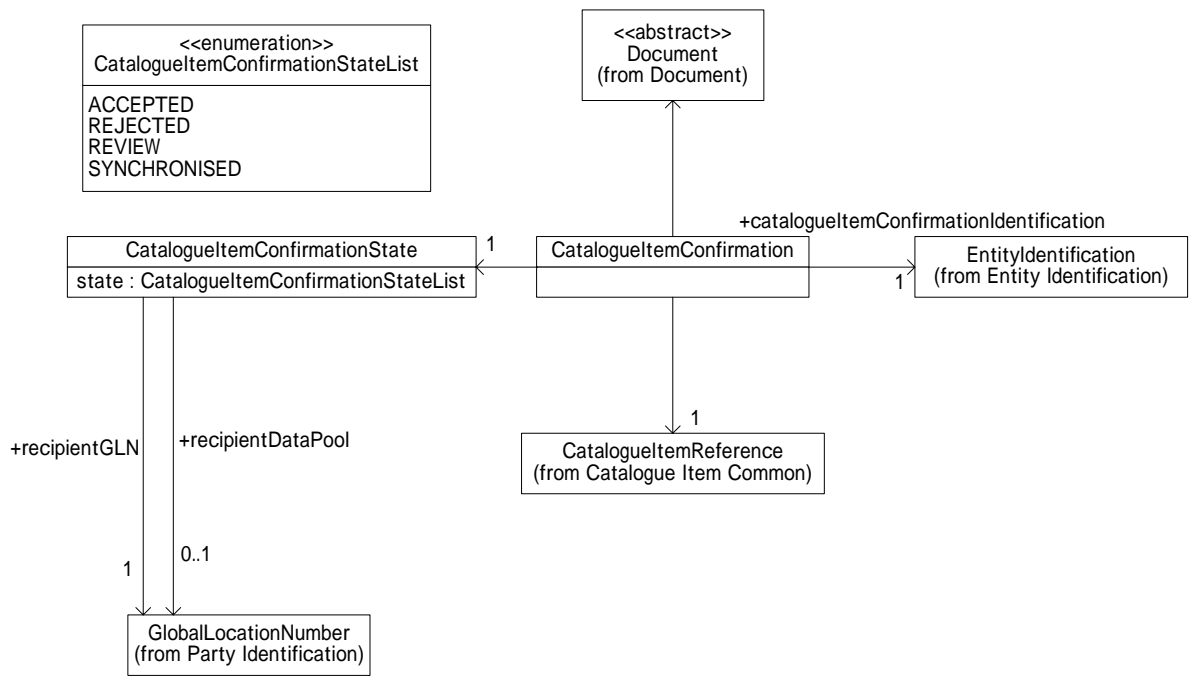 <<enumeration>>
CatalogueItemConfirmationStateList
ACCEPTED
REJECTED
REVIEW
SYNCHRONISED
<<abstract>>
Document
(from Document)
+catalogueItemConfirmationIdentification
CatalogueItemConfirmationState
state : CatalogueItemConfirmationStateList
1
CatalogueItemConfirmation
1
EntityIdentification
(from Entity Identification)
+recipientGLN
+recipientDataPool
1
CatalogueItemReference
(from Catalogue Item Common)
1
0..1
GlobalLocationNumber
(from Party Identification)